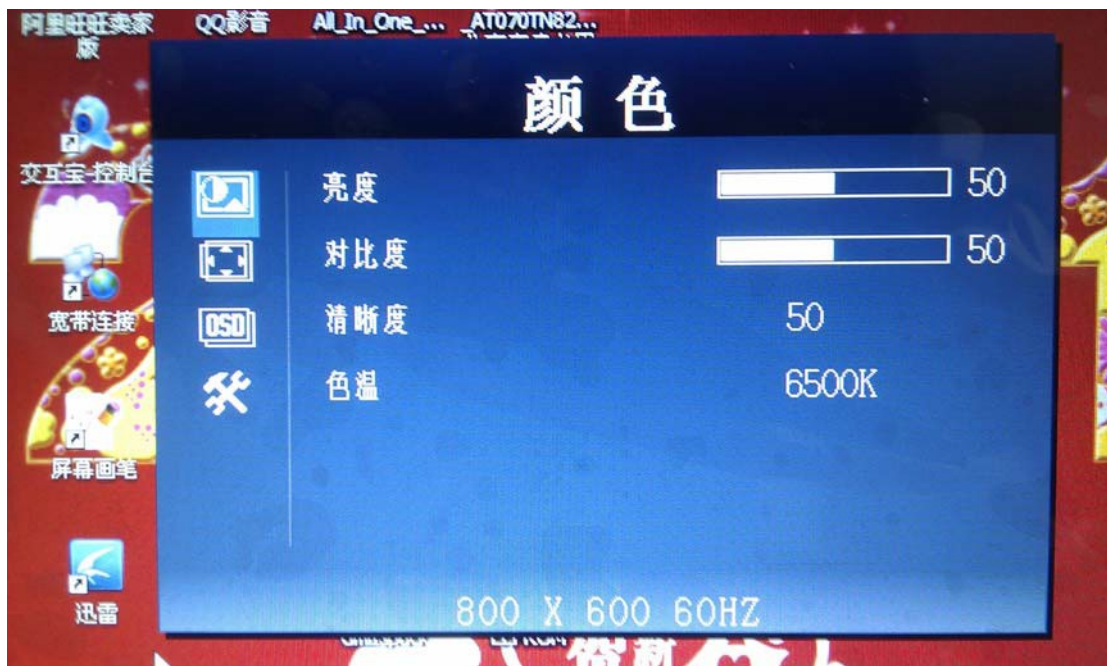 阿里旺旺卖家版
QQ影音
All_In_One_...
AT070TN82...
颜色
交互宝-控制台
亮度 50
对比度 50
宽带连接
OSD
清晰度 50
色温 6500K
屏幕画笔
迅雷
800 X 600 60HZ